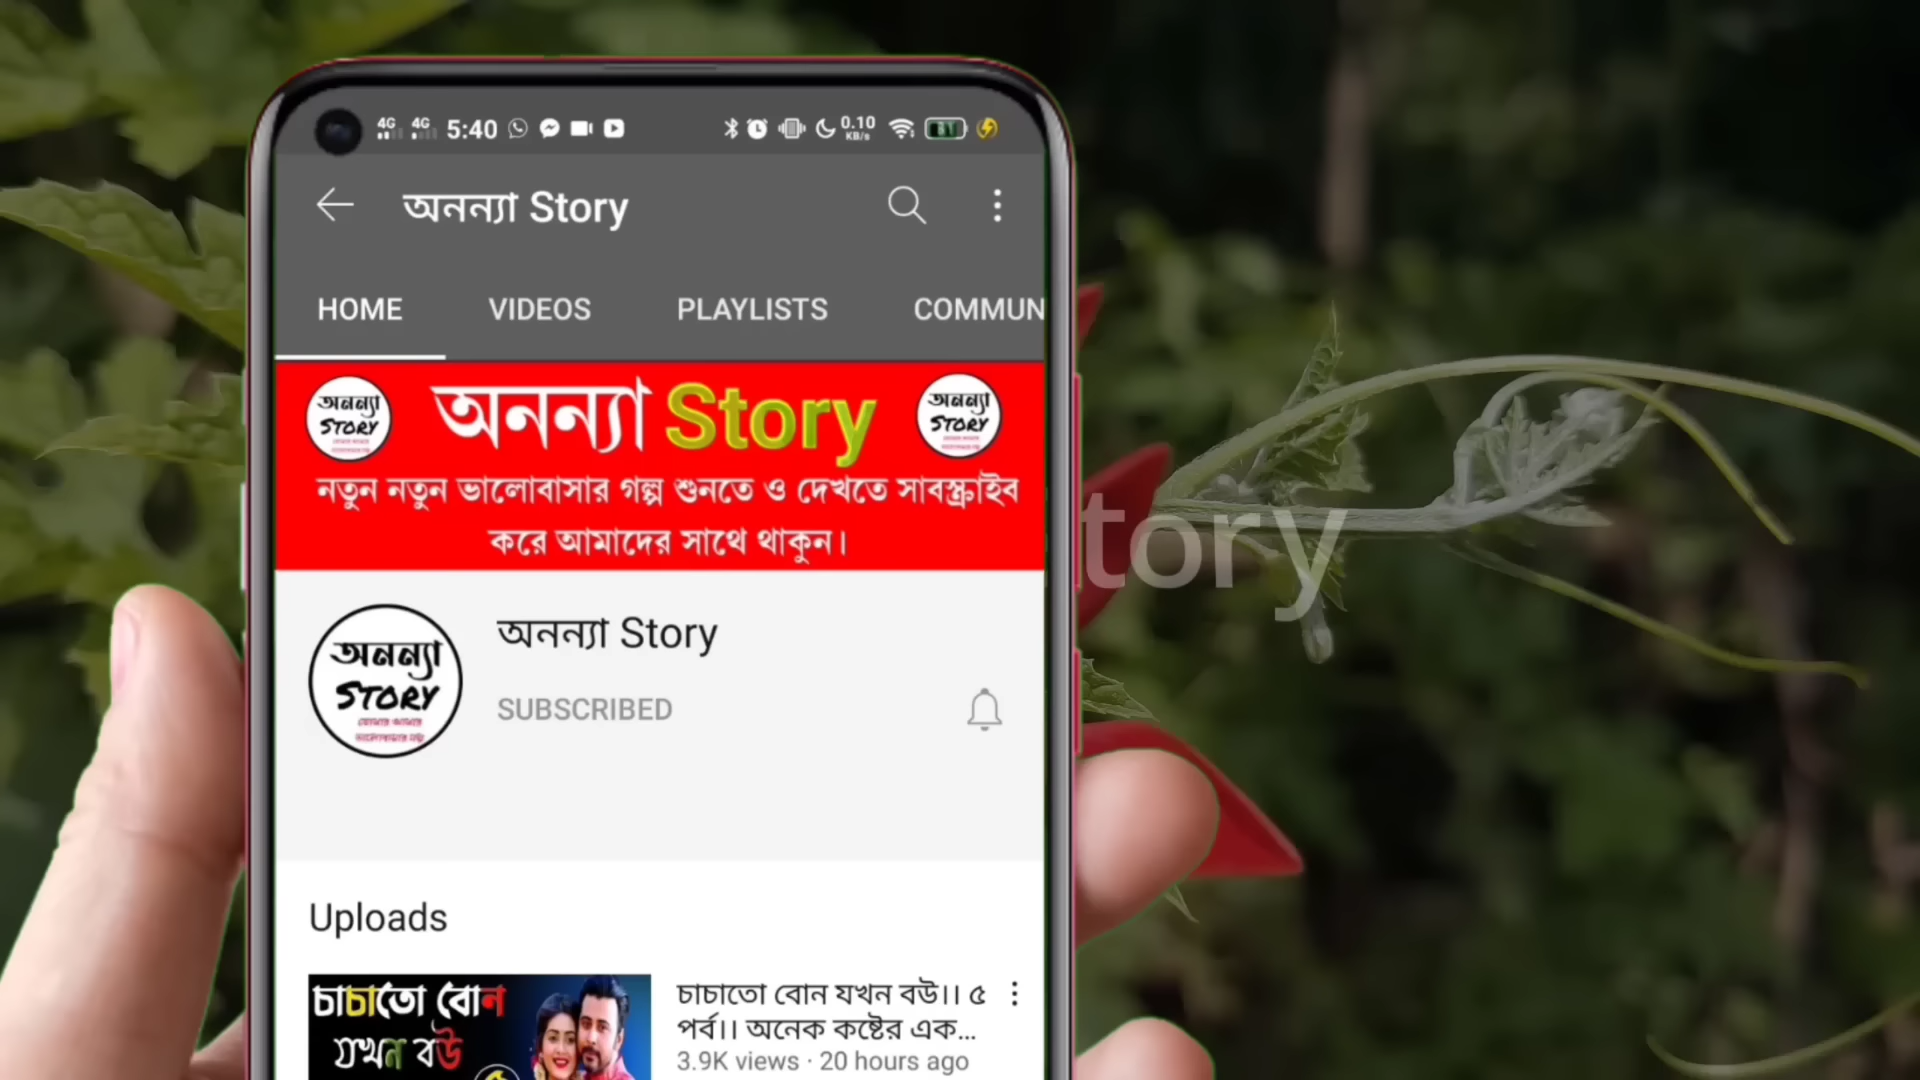 4G 4G 5:40 0.10 KB/s 81
অনন্যা Story
HOME VIDEOS PLAYLISTS COMMUN
অনন্যা STORY
অনন্যা Story
অনন্যা STORY
নতুন নতুন ভালোবাসার গল্প শুনতে ও দেখতে সাবস্ক্রাইব
করে আমাদের সাথে থাকুন।
tory
অনন্যা STORY
অনন্যা Story
SUBSCRIBED
Uploads
চাচাতো বোন
যখন বউ
চাচাতো বোন যখন বউ।। ৫
পর্ব।। অনেক কষ্টের এক...
3.9K views · 20 hours ago